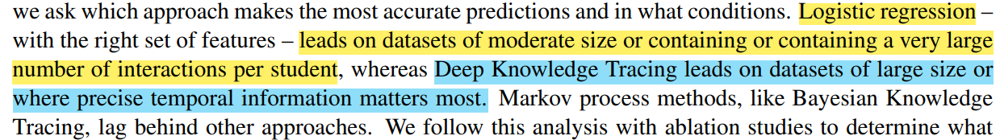 we ask which approach makes the most accurate predictions and in what conditions. Logistic regression –
with the right set of features – leads on datasets of moderate size or containing or containing a very large
number of interactions per student, whereas Deep Knowledge Tracing leads on datasets of large size or
where precise temporal information matters most. Markov process methods, like Bayesian Knowledge
Tracing, lag behind other approaches. We follow this analysis with ablation studies to determine what